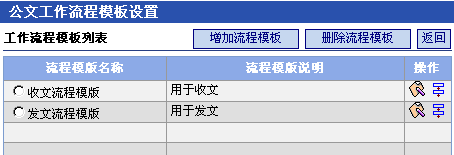 公文工作流程模板设置
工作流程模板列表 增加流程模板 删除流程模板 返回
流程模版名称 流程模版说明 操作
收文流程模版 用于收文
发文流程模版 用于发文